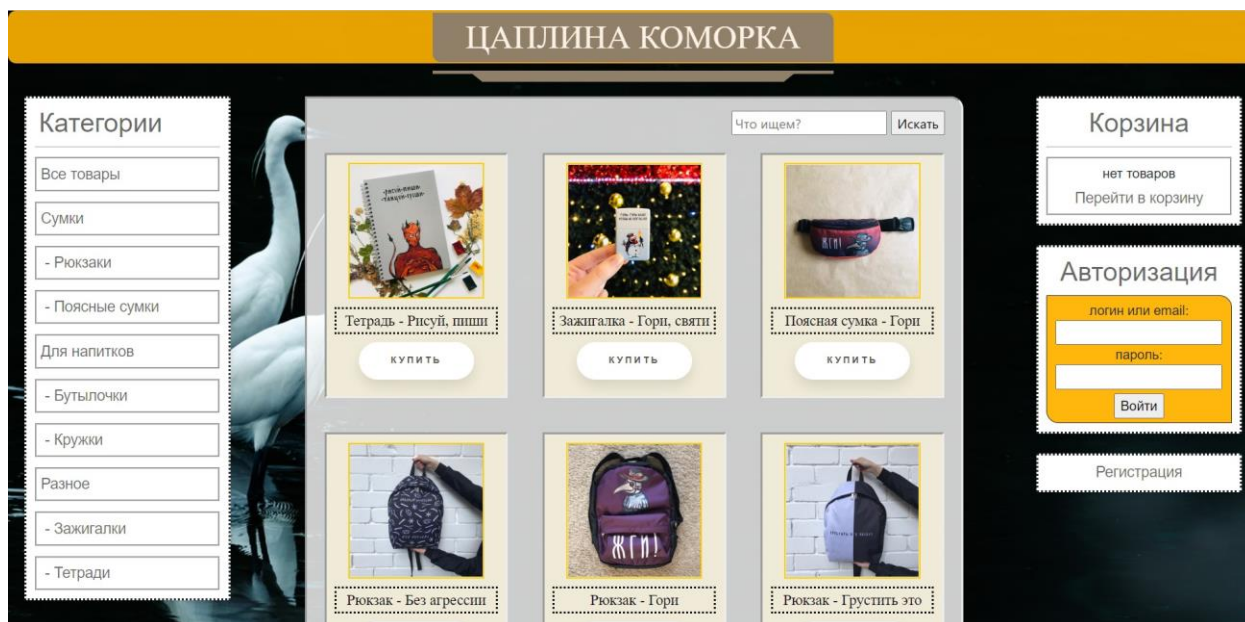 ЦАПЛИНА КОМОРКА
Категории
Все товары
Сумки
- Рюкзаки
- Поясные сумки
Для напитков
- Бутылочки
- Кружки
Разное
- Зажигалки
- Тетради
Что ищем?
Искать
Тетрадь - Рисуй, пиши
КУПИТЬ
Зажигалка - Гори, святи
КУПИТЬ
ЖГИ!
Поясная сумка - Гори
КУПИТЬ
Рюкзак - Без агрессии
ЖГИ!
Рюкзак - Гори
Рюкзак - Грустить это
Корзина
нет товаров
Перейти в корзину
Авторизация
логин или email:
пароль:
Войти
Регистрация